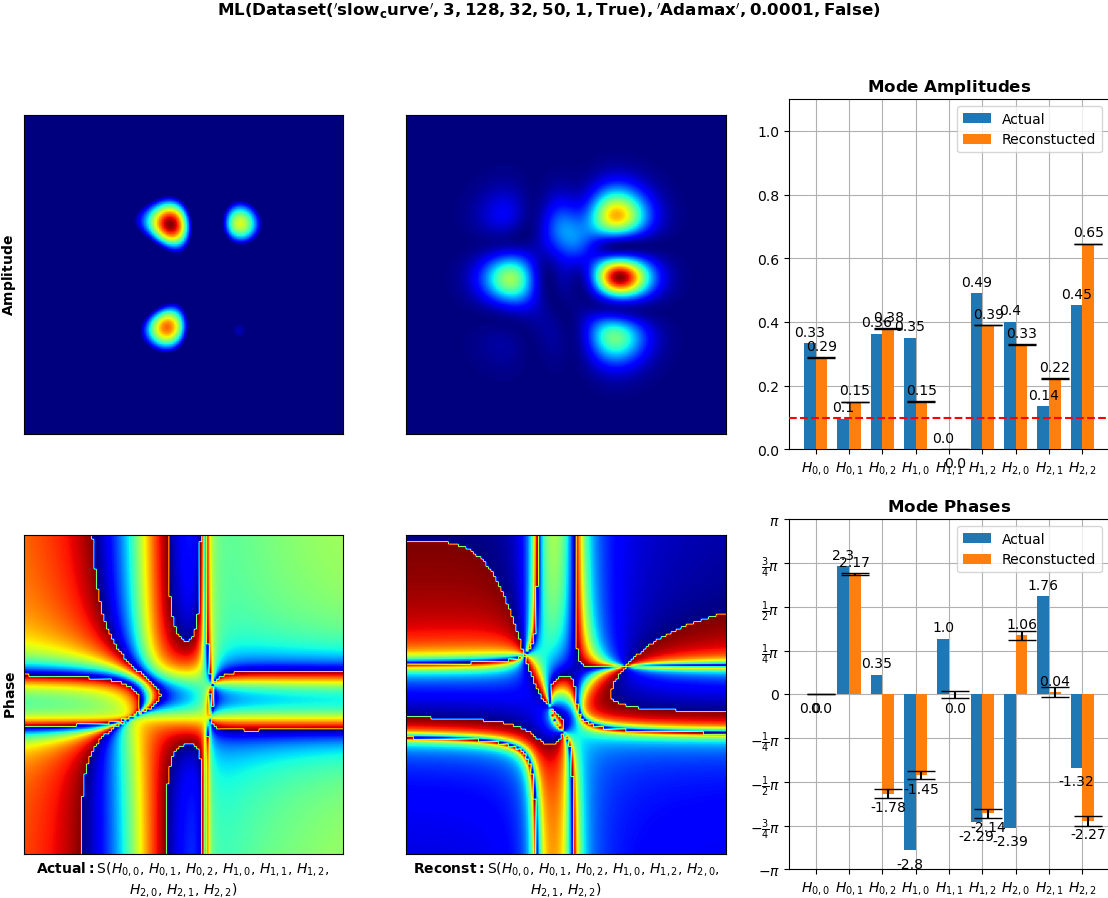 ML(Dataset(′slow_curve′, 3, 128, 32, 50, 1, True), ′Adamax′, 0.0001, False)
Amplitude
Mode Amplitudes
Actual
Reconstucted
1.0
0.8
0.6
0.4
0.2
0.0
0.33
0.29
0.1
0.15
0.36
0.38
0.35
0.15
0.0
0.0
0.49
0.39
0.4
0.33
0.14
0.22
0.45
0.65
H0,0 H0,1 H0,2 H1,0 H1,1 H1,2 H2,0 H2,1 H2,2
Phase
Actual: S(H0,0, H0,1, H0,2, H1,0, H1,1, H1,2,
H2,0, H2,1, H2,2)
Reconst: S(H0,0, H0,1, H0,2, H1,0, H1,2, H2,0,
H2,1, H2,2)
Mode Phases
Actual
Reconstucted
π
3/4π
1/2π
1/4π
0
−1/4π
−1/2π
−3/4π
−π
0.0
0.0
2.3
2.17
0.35
-1.78
-2.8
-1.45
1.0
0.0
-2.29
-2.14
-2.39
1.06
1.76
0.04
-1.32
-2.27
H0,0 H0,1 H0,2 H1,0 H1,1 H1,2 H2,0 H2,1 H2,2